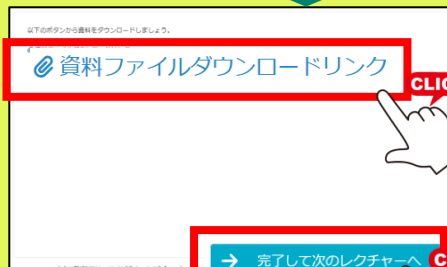 以下のボタンから資料をダウンロードしましょう。
資料ファイルダウンロードリンク
CLIC
完了して次のレクチャーへ
C